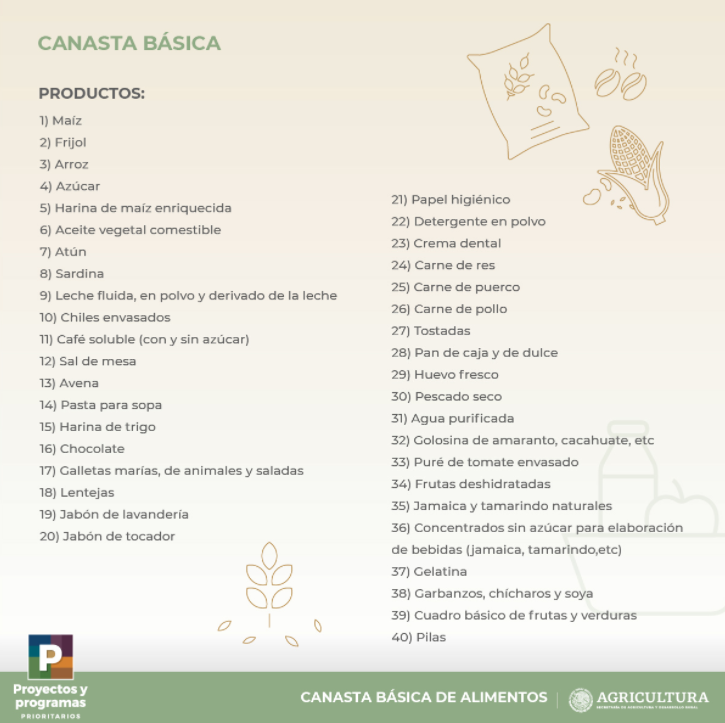 CANASTA BÁSICA
PRODUCTOS:
1) Maíz
2) Frijol
3) Arroz
4) Azúcar
5) Harina de maíz enriquecida
6) Aceite vegetal comestible
7) Atún
8) Sardina
9) Leche fluida, en polvo y derivado de la leche
10) Chiles envasados
11) Café soluble (con y sin azúcar)
12) Sal de mesa
13) Avena
14) Pasta para sopa
15) Harina de trigo
16) Chocolate
17) Galletas marías, de animales y saladas
18) Lentejas
19) Jabón de lavandería
20) Jabón de tocador
21) Papel higiénico
22) Detergente en polvo
23) Crema dental
24) Carne de res
25) Carne de puerco
26) Carne de pollo
27) Tostadas
28) Pan de caja y de dulce
29) Huevo fresco
30) Pescado seco
31) Agua purificada
32) Golosina de amaranto, cacahuate, etc
33) Puré de tomate envasado
34) Frutas deshidratadas
35) Jamaica y tamarindo naturales
36) Concentrados sin azúcar para elaboración
de bebidas (jamaica, tamarindo,etc)
37) Gelatina
38) Garbanzos, chícharos y soya
39) Cuadro básico de frutas y verduras
40) Pilas
P
Proyectos y
programas
PRIORITARIOS
CANASTA BÁSICA DE ALIMENTOS
AGRICULTURA
SECRETARÍA DE AGRICULTURA Y DESARROLLO RURAL